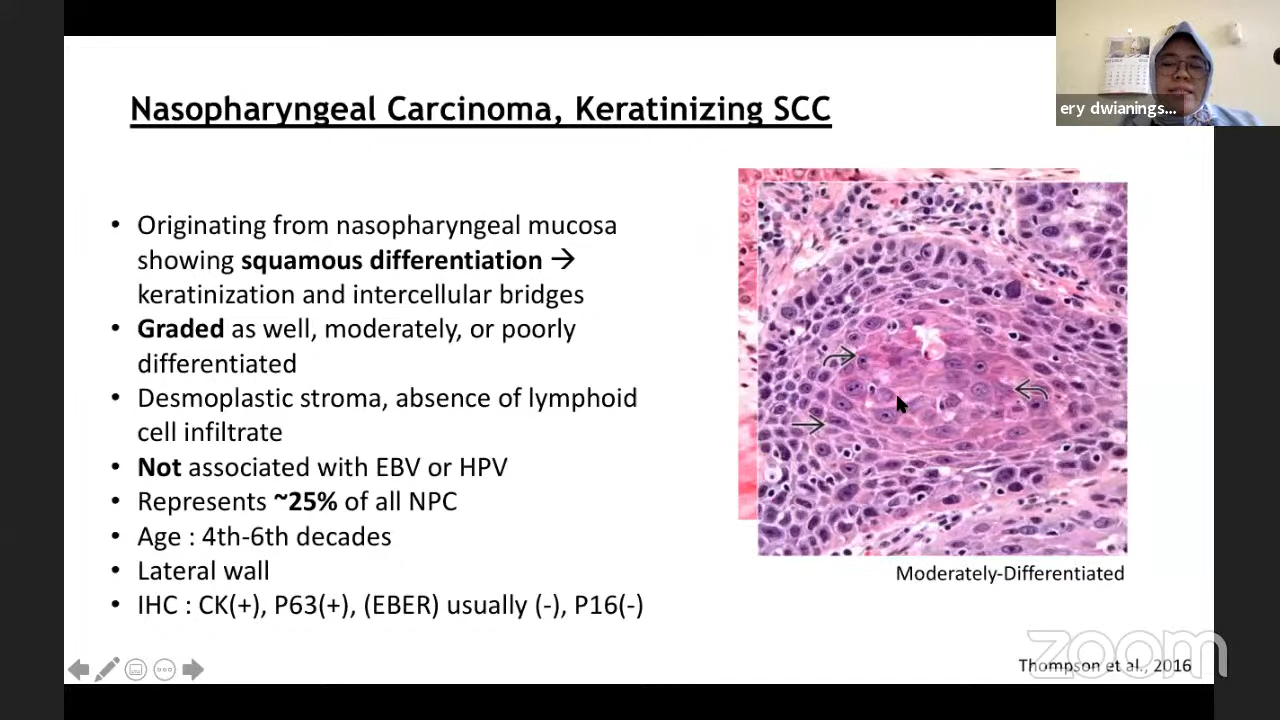 Nasopharyngeal Carcinoma, Keratinizing SCC
ery dwianings...
• Originating from nasopharyngeal mucosa
showing squamous differentiation →
keratinization and intercellular bridges
• Graded as well, moderately, or poorly
differentiated
• Desmoplastic stroma, absence of lymphoid
cell infiltrate
• Not associated with EBV or HPV
• Represents ~25% of all NPC
• Age : 4th-6th decades
• Lateral wall
• IHC : CK(+), P63(+), (EBER) usually (-), P16(-)
Moderately-Differentiated
Thompson et al., 2016
zoom